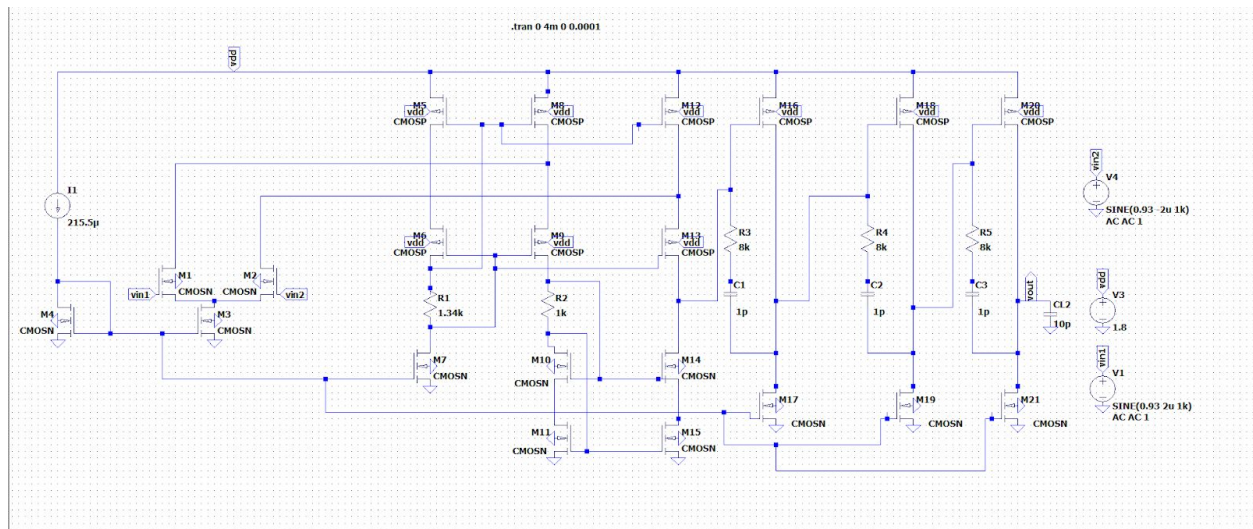 .tran 0 4m 0 0.0001
vdd
M5
vdd
CMOSP
M8
vdd
CMOSP
M12
vdd
CMOSP
M16
vdd
CMOSP
M18
vdd
CMOSP
M20
vdd
CMOSP
I1
215.5µ
M6
vdd
CMOSP
M9
vdd
CMOSP
M13
vdd
CMOSP
R3
8k
R4
8k
R5
8k
vin2
V4
SINE(0.93 -2u 1k)
AC AC 1
M1
vin1
CMOSN
M2
vin2
CMOSN
M4
CMOSN
M3
CMOSN
R1
1.34k
R2
1k
C1
1p
C2
1p
C3
1p
vout
CL2
10p
vdd
V3
1.8
M7
CMOSN
M10
CMOSN
M14
CMOSN
M17
CMOSN
M19
CMOSN
M21
CMOSN
vin1
V1
SINE(0.93 2u 1k)
AC AC 1
M11
CMOSN
M15
CMOSN